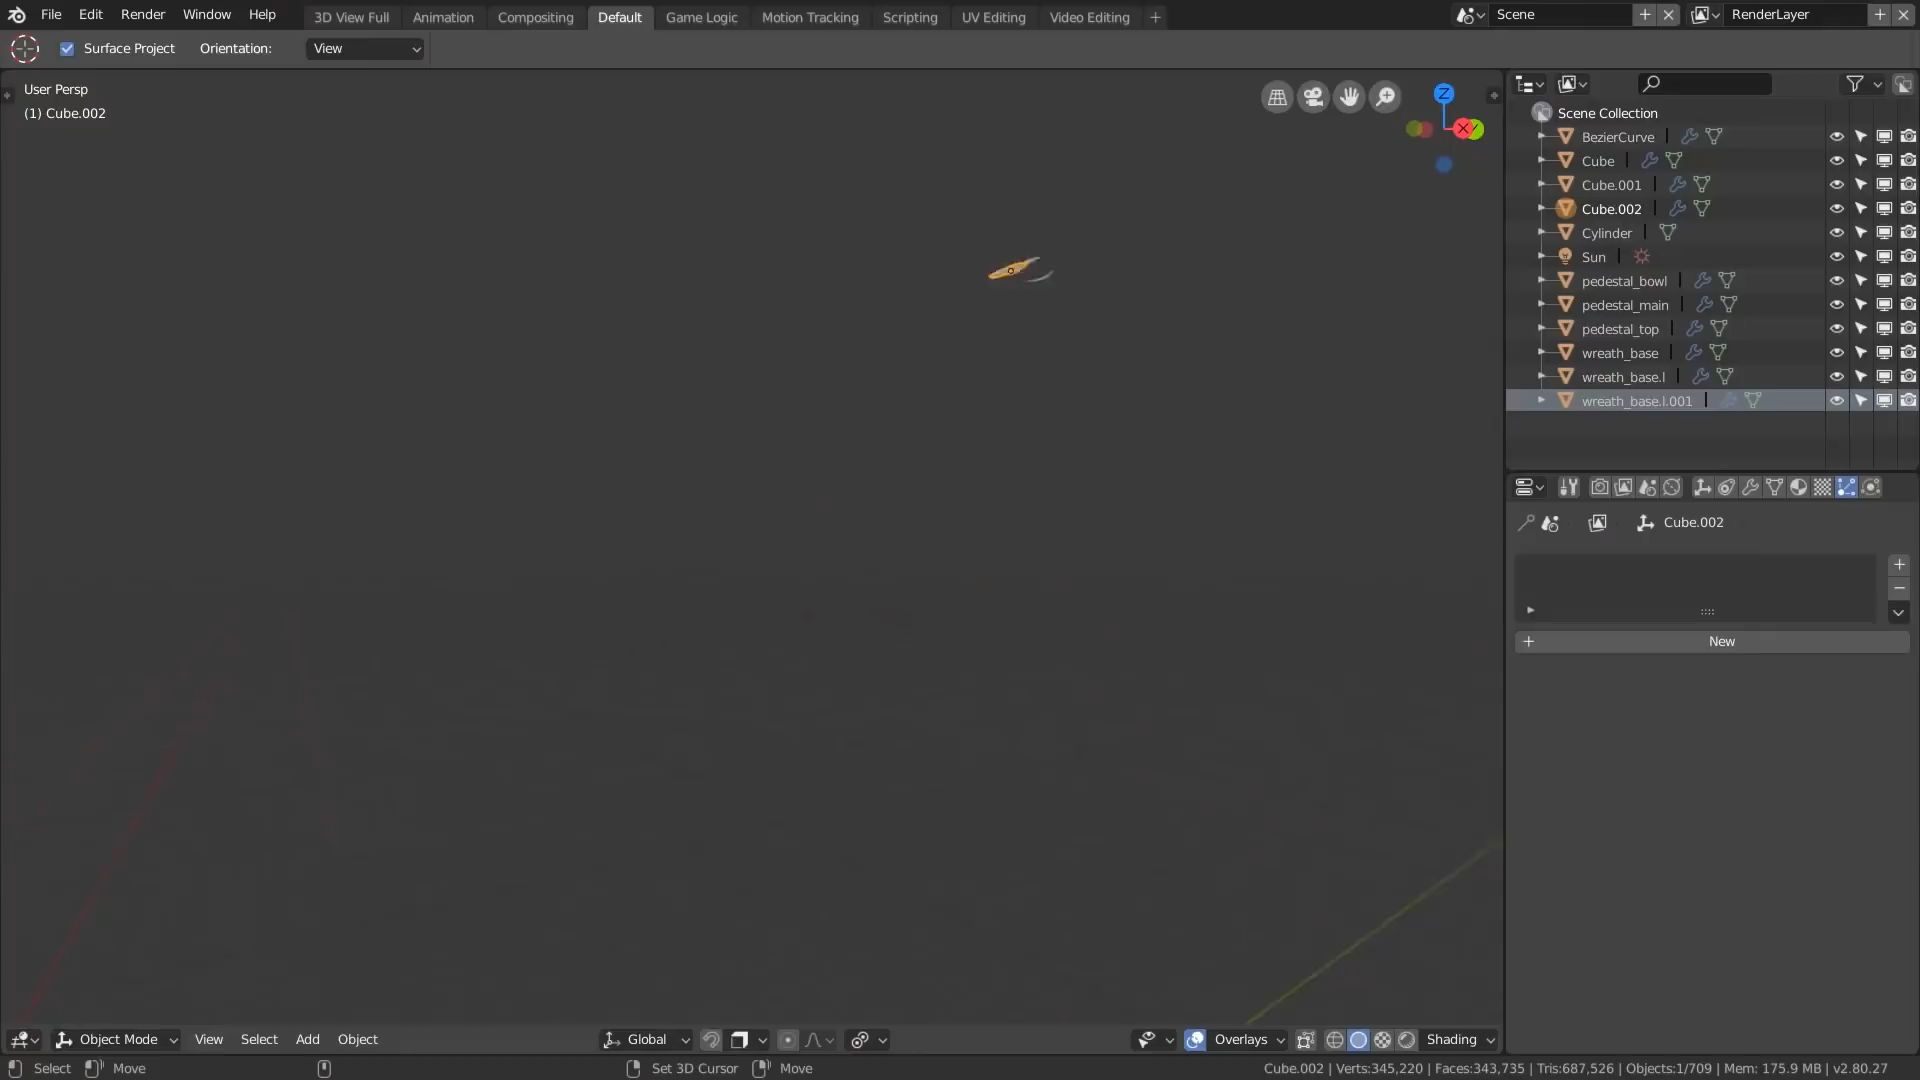 File Edit Render Window Help 3D View Full Animation Compositing Default Game Logic Motion Tracking Scripting UV Editing Video Editing + Scene RenderLayer
Surface Project Orientation: View
User Persp
(1) Cube.002
Z
X
Y
Scene Collection
BezierCurve
Cube
Cube.001
Cube.002
Cylinder
Sun
pedestal_bowl
pedestal_main
pedestal_top
wreath_base
wreath_base.l
wreath_base.l.001
Cube.002
+ New
Object Mode View Select Add Object Global Overlays Shading
Select Move Set 3D Cursor Move Cube.002 | Verts:345,220 | Faces:343,735 | Tris:687,526 | Objects:1/709 | Mem: 175.9 MB | v2.80.27